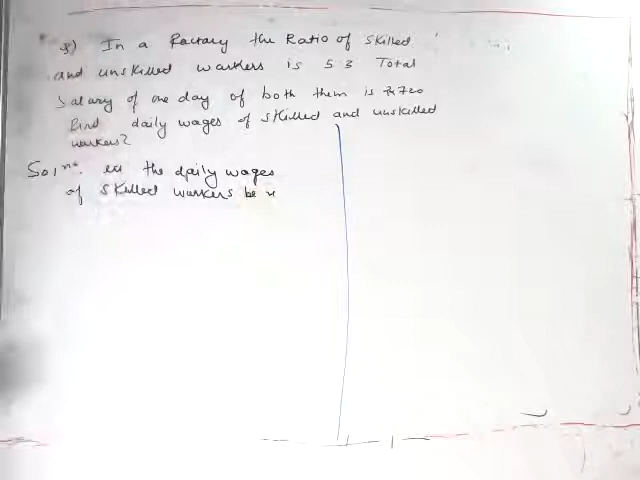 Q) In a Factory the Ratio of skilled
and unskilled workers is 5:3 Total
Salary of one day of both them is ₹720
Find daily wages of skilled and unskilled
workers?
Soln. Let the daily wages
of skilled workers be x